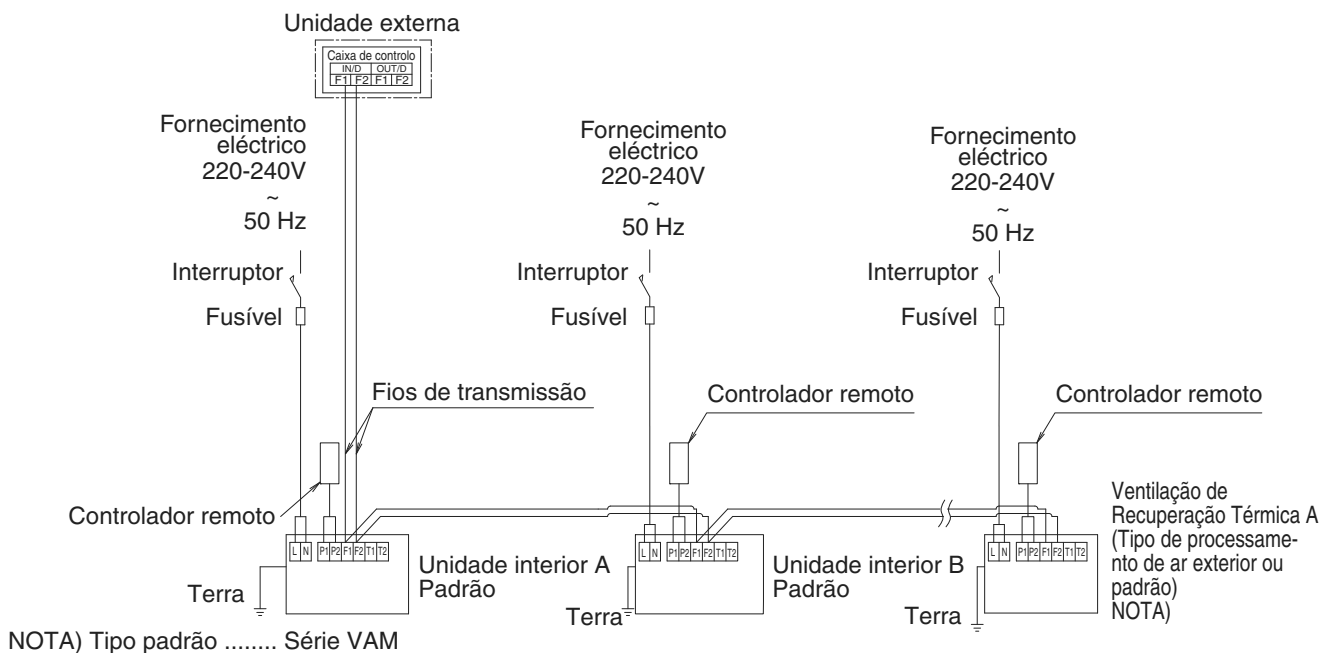 Unidade externa
Caixa de controlo
IN/D OUT/D
F1 F2 F1 F2
Fornecimento
eléctrico
220-240V
~
50 Hz
Interruptor
Fusível
Fornecimento
eléctrico
220-240V
~
50 Hz
Interruptor
Fusível
Fornecimento
eléctrico
220-240V
~
50 Hz
Interruptor
Fusível
Fios de transmissão
Controlador remoto
Controlador remoto
Controlador remoto
L N P1 P2 F1 F2 T1 T2
Unidade interior A
Padrão
Terra
L N P1 P2 F1 F2 T1 T2
Unidade interior B
Padrão
Terra
L N P1 P2 F1 F2 T1 T2
Ventilação de
Recuperação Térmica A
(Tipo de processame-
nto de ar exterior ou
padrão)
NOTA)
Terra
NOTA) Tipo padrão ........ Série VAM